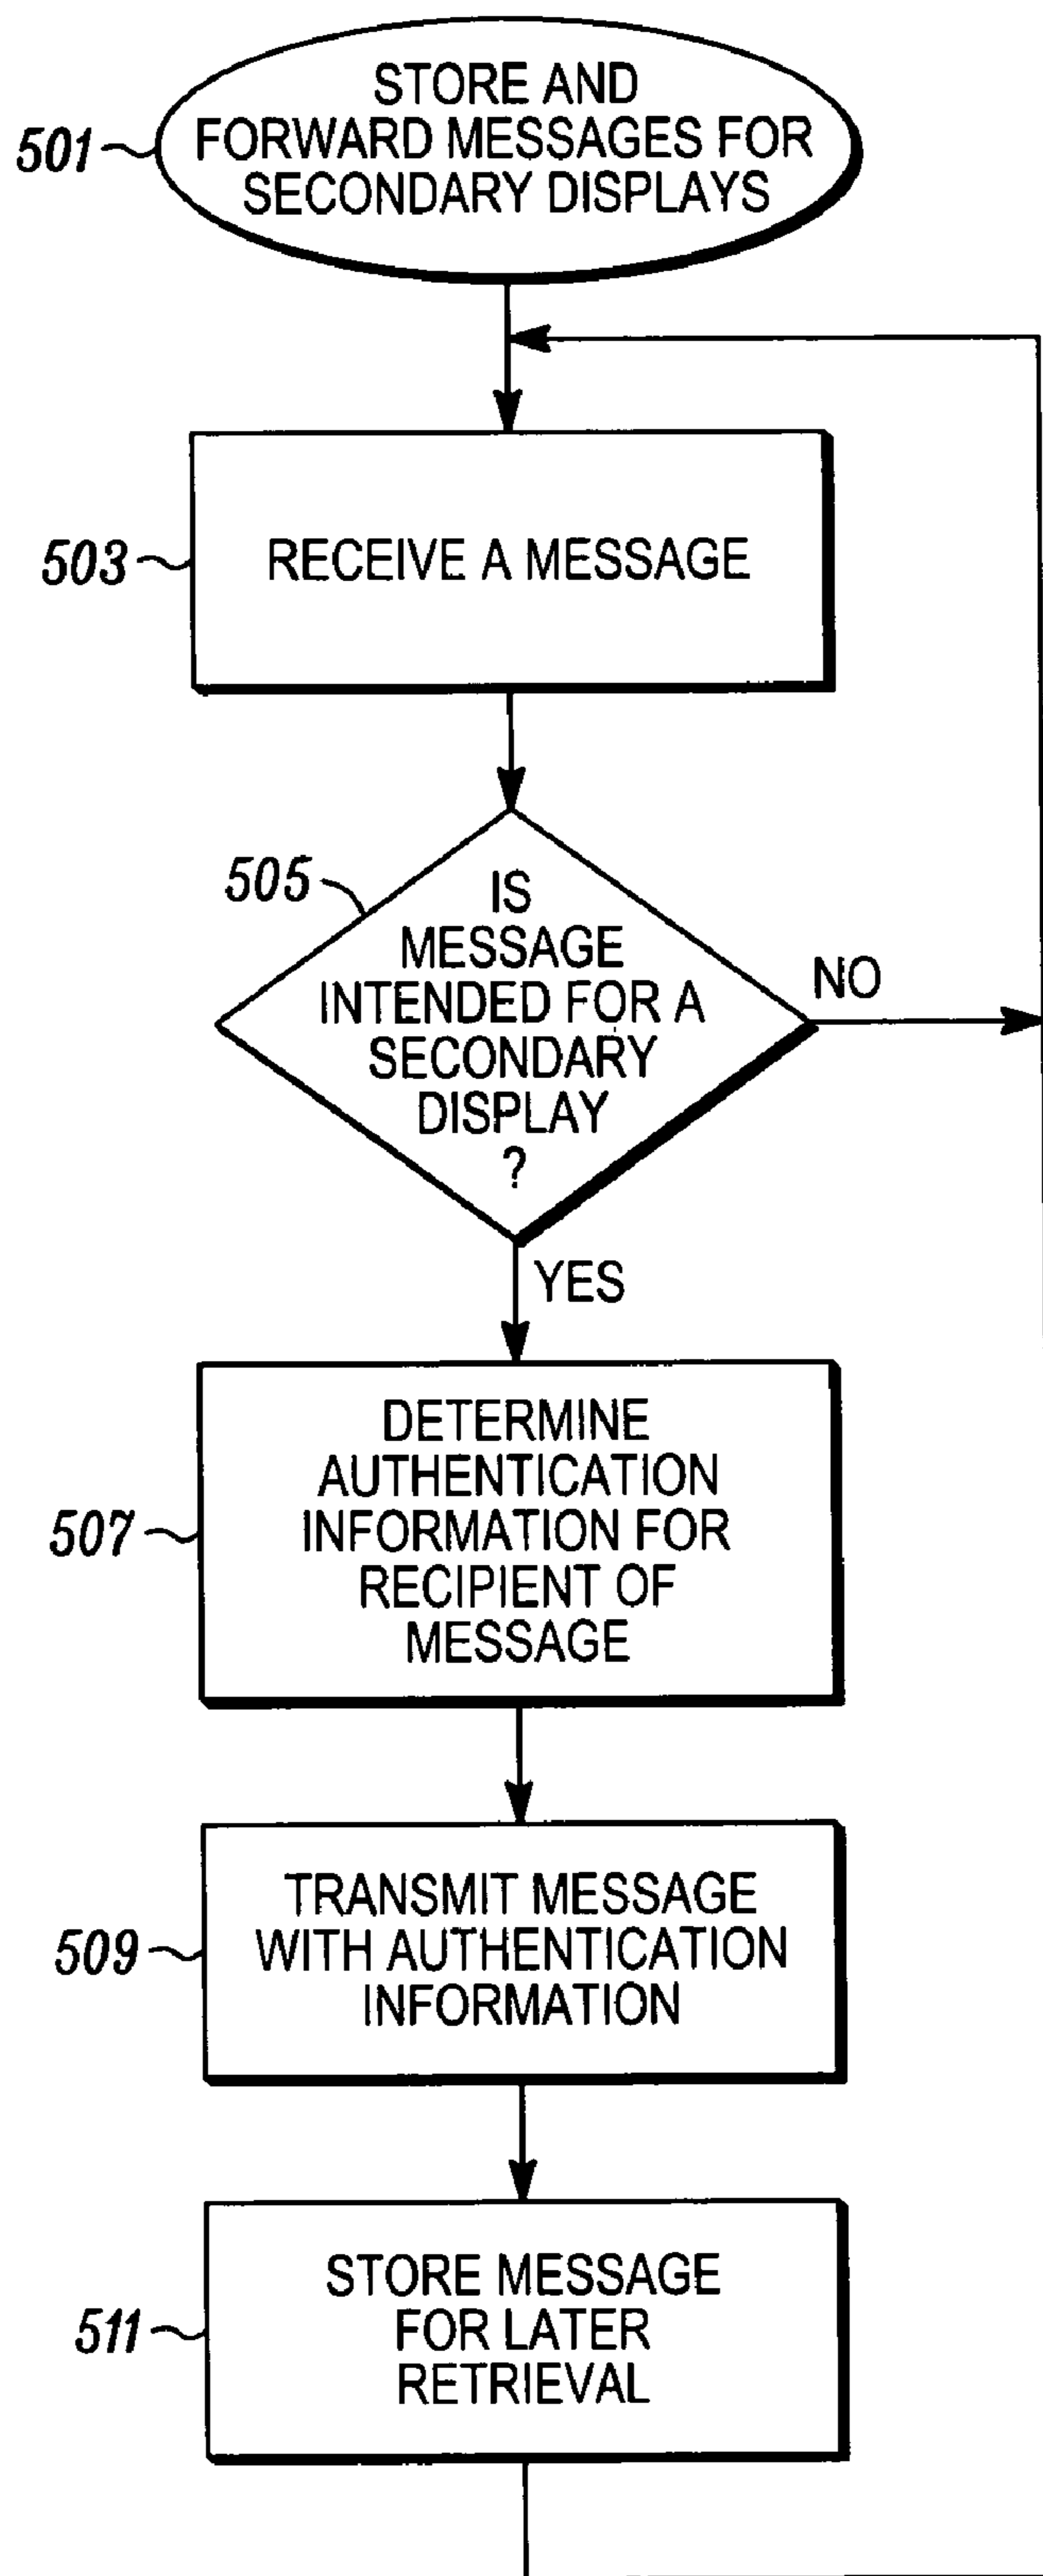 501
STORE AND
FORWARD MESSAGES FOR
SECONDARY DISPLAYS
503
RECEIVE A MESSAGE
505
IS
MESSAGE
INTENDED FOR A
SECONDARY
DISPLAY
?
NO
YES
507
DETERMINE
AUTHENTICATION
INFORMATION FOR
RECIPIENT OF
MESSAGE
509
TRANSMIT MESSAGE
WITH AUTHENTICATION
INFORMATION
511
STORE MESSAGE
FOR LATER
RETRIEVAL